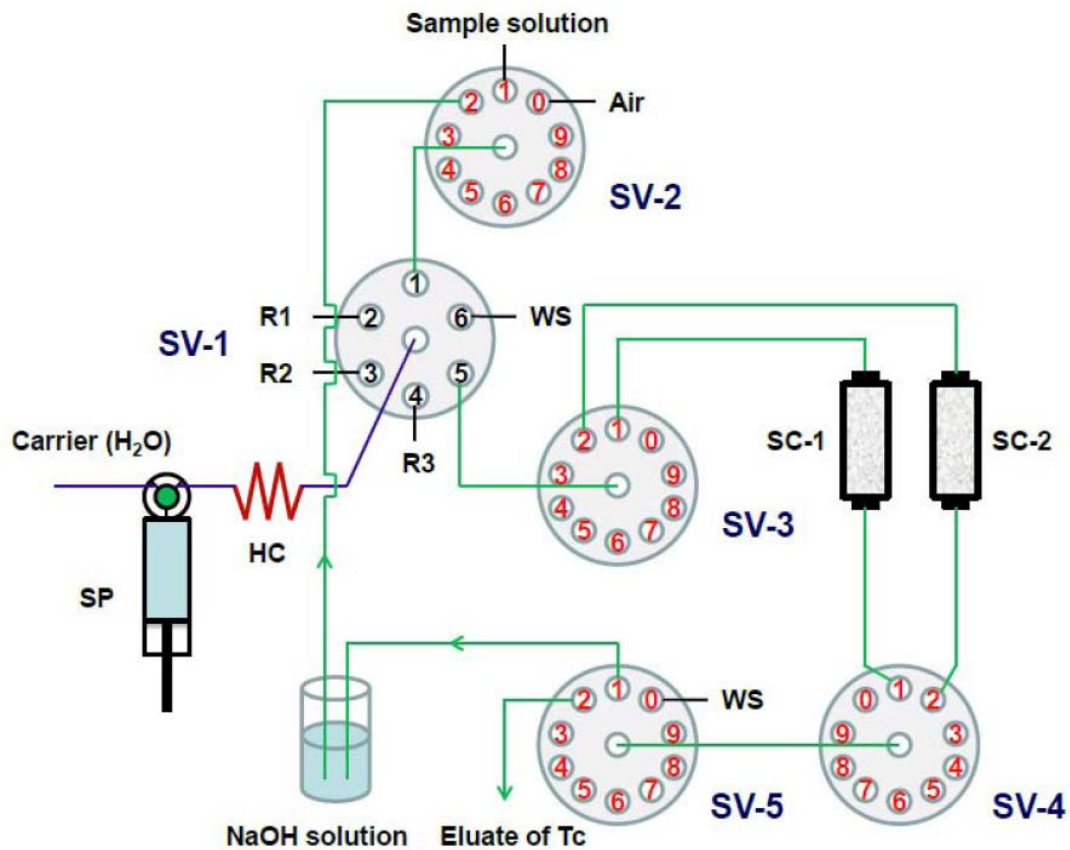 Sample solution
2 1 0 Air
3 9
4 8
5 6 7
SV-2
1
R1 2 6 WS
SV-1
R2 3 5
4
R3
2 1 0
3 9
4 8
5 6 7
SV-3
SC-1
SC-2
Carrier (H₂O)
HC
SP
2 1 0 WS
3 9
4 8
5 6 7
SV-5
0 1 2
9 3
8 4
7 6 5
SV-4
NaOH solution
Eluate of Tc